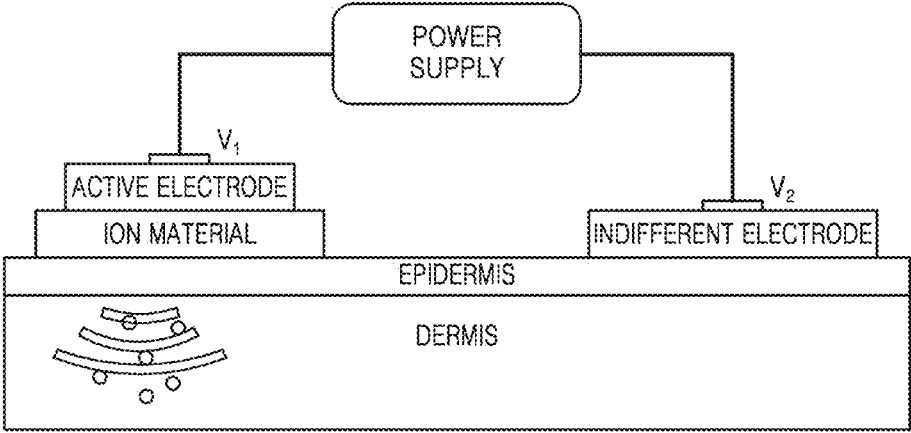 POWER
SUPPLY
V1
ACTIVE ELECTRODE
V2
ION MATERIAL
INDIFFERENT ELECTRODE
EPIDERMIS
DERMIS